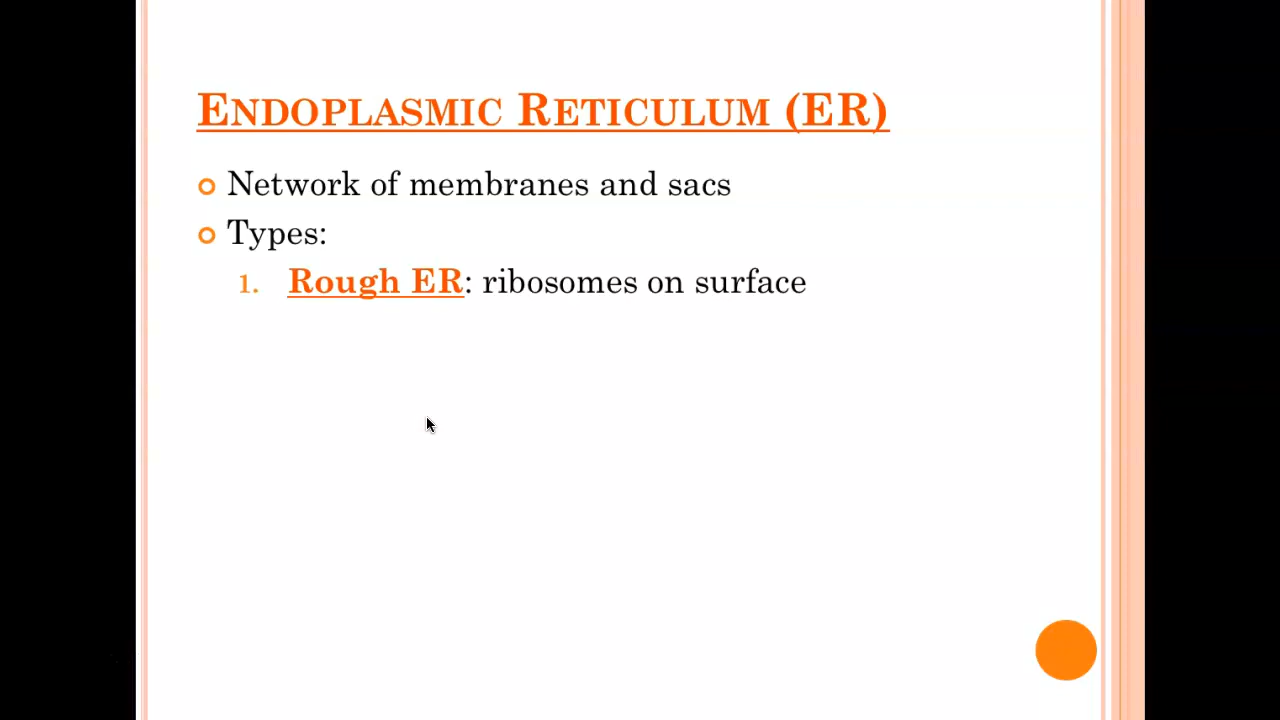 ENDOPLASMIC RETICULUM (ER)
Network of membranes and sacs
Types:
1. Rough ER: ribosomes on surface